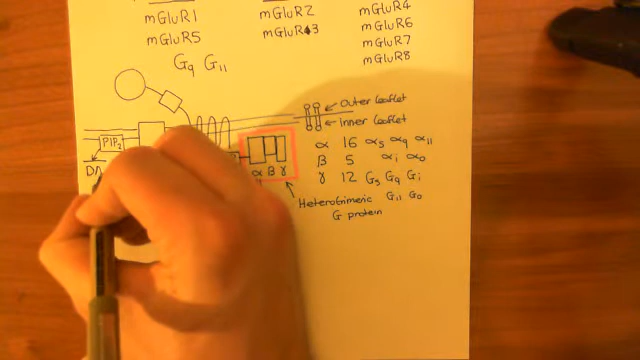 mGluR1
mGluR5
mGluR2
mGluR3
mGluR4
mGluR6
mGluR7
mGluR8
Gq G11
Outer leaflet
Inner leaflet
PIP2
α β γ
α 16 αs αq α11
β 5 αi αo
γ 12 Gs Gq Gi
G11 Go
Heterotrimeric
G protein